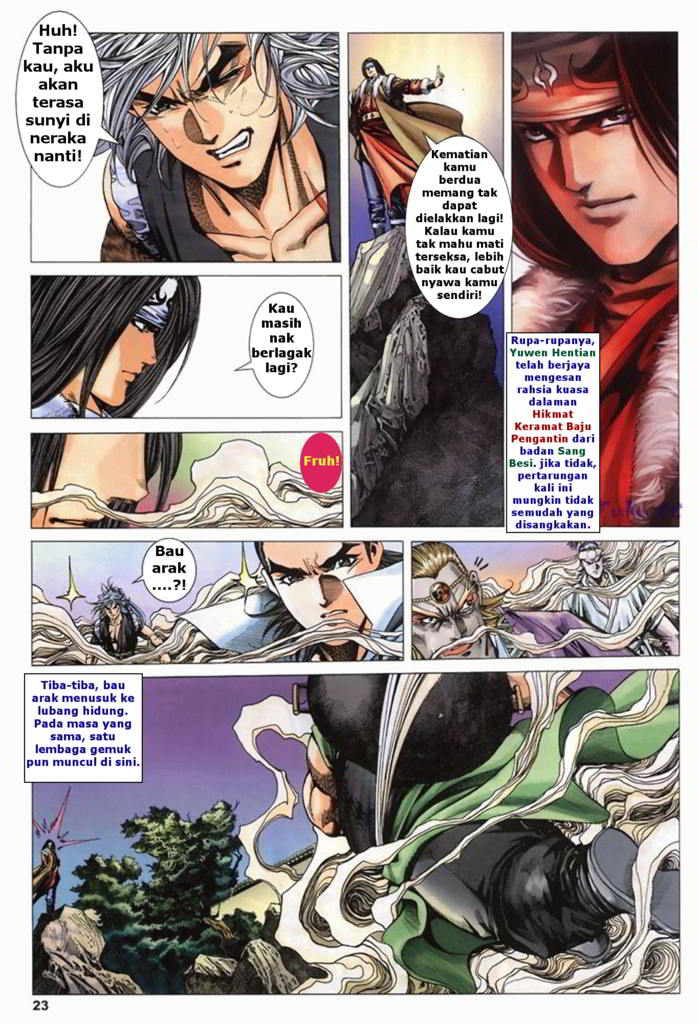 Huh!
Tanpa
kau, aku
akan
terasa
sunyi di
neraka
nanti!
Kematian
kamu
berdua
memang tak
dapat
dielakkan lagi!
Kalau kamu
tak mahu mati
terseksa, lebih
baik kau cabut
nyawa kamu
sendiri!
Rupa-rupanya,
Yuwen Hentian
telah berjaya
mengesan
rahsia kuasa
dalaman
Hikmat
Keramat Baju
Pengantin dari
badan Sang
Besi. jika tidak,
pertarungan
kali ini
mungkin tidak
semudah yang
disangkakan.
Kau
masih
nak
berlagak
lagi?
Fruh!
Bau
arak
....?!
Tiba-tiba, bau
arak menusuk ke
lubang hidung.
Pada masa yang
sama, satu
lembaga gemuk
pun muncul di sini.
23